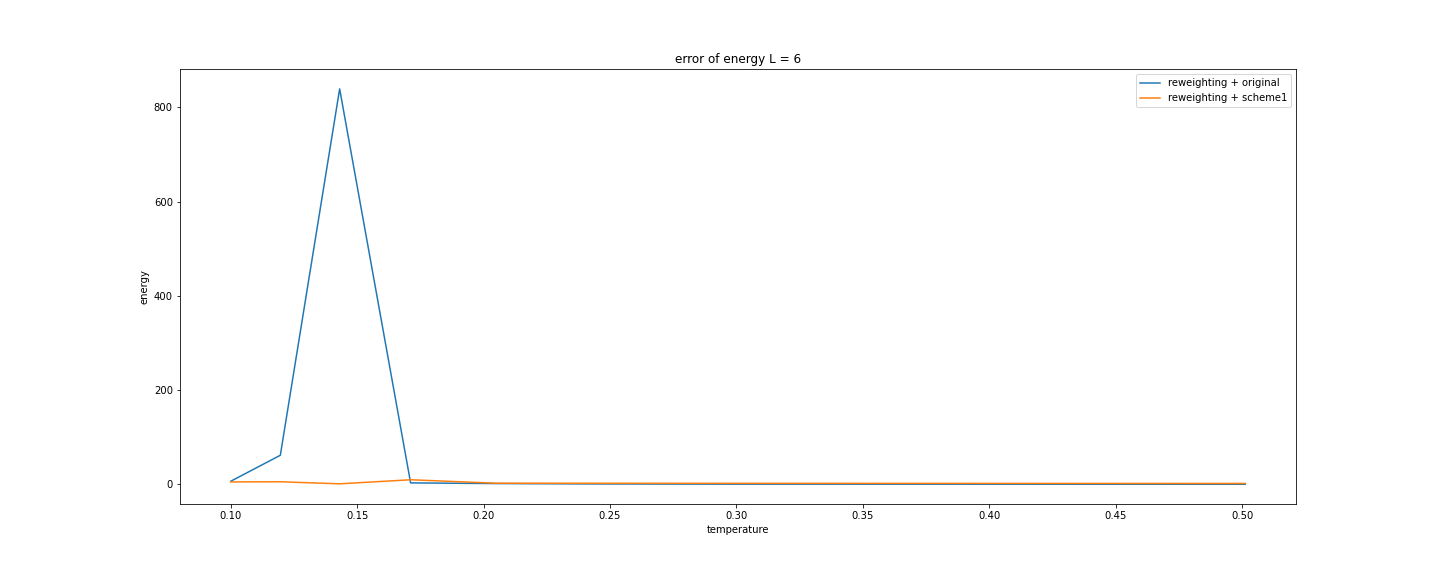 error of energy L = 6
reweighting + original
reweighting + scheme1
800
600
400
200
0
energy
0.10 0.15 0.20 0.25 0.30 0.35 0.40 0.45 0.50
temperature